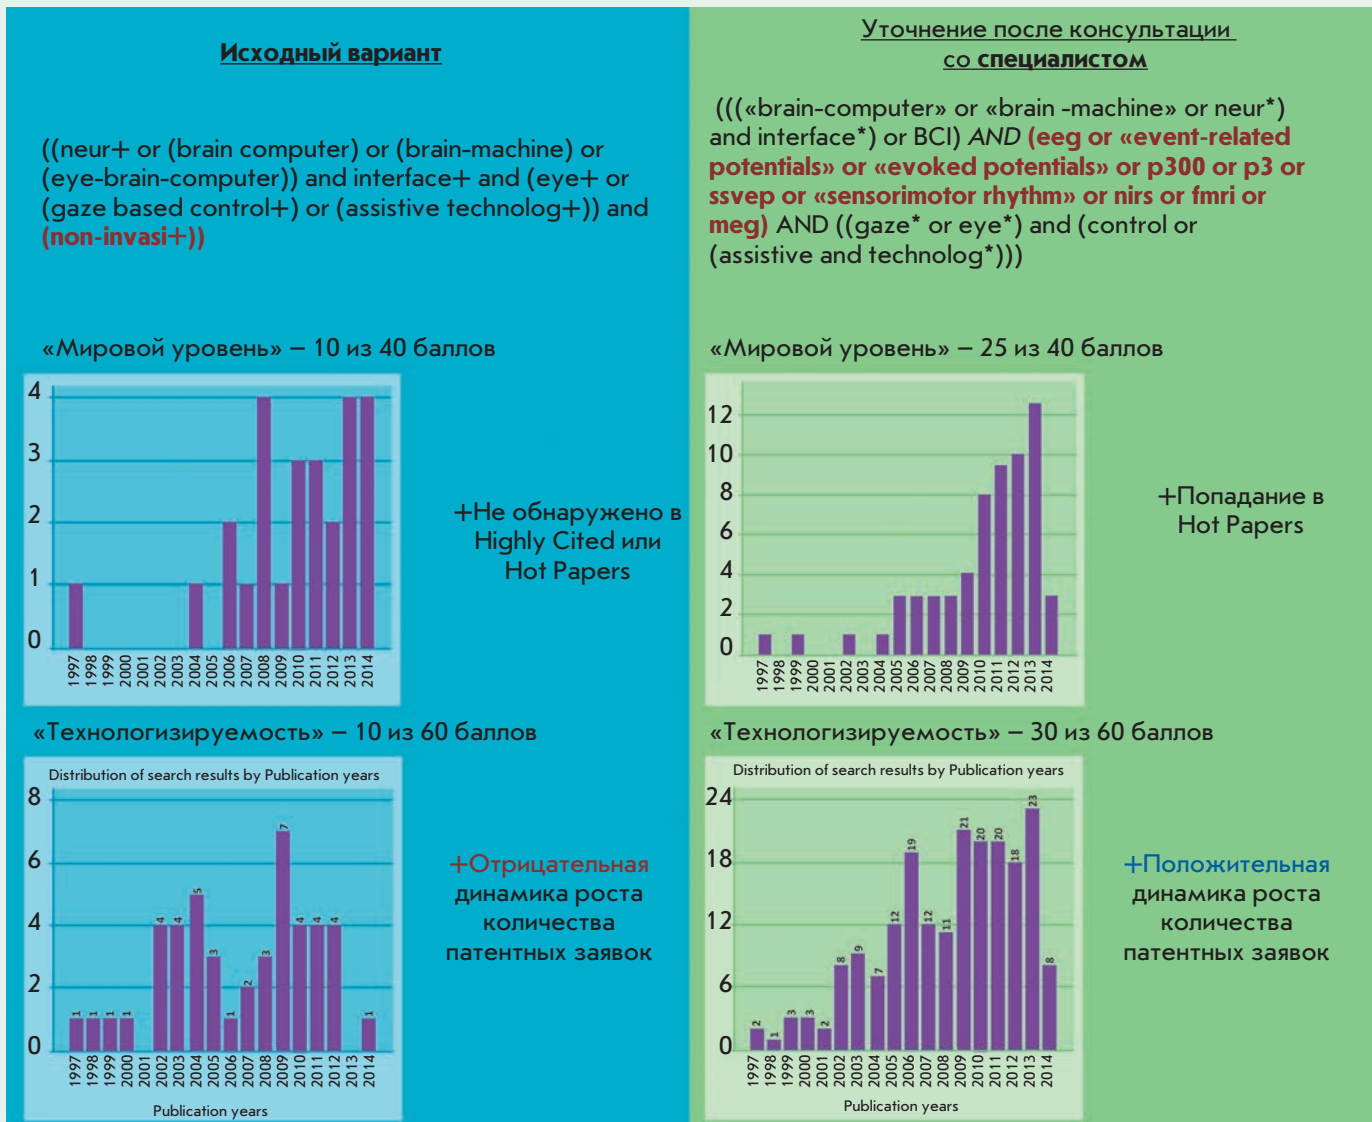 Исходный вариант
((neur+ or (brain computer) or (brain-machine) or
(eye-brain-computer)) and interface+ and (eye+ or
(gaze based control+) or (assistive technolog+)) and
(non-invasi+))
«Мировой уровень» – 10 из 40 баллов
4
3
2
1
0
1997 1998 1999 2000 2001 2002 2003 2004 2005 2006 2007 2008 2009 2010 2011 2012 2013 2014
+Не обнаружено в
Highly Cited или
Hot Papers
«Технологизируемость» – 10 из 60 баллов
Distribution of search results by Publication years
8
6
4
2
0
1 1 1 1 4 4 5 3 1 2 3 7 4 4 4 1
1997 1998 1999 2000 2001 2002 2003 2004 2005 2006 2007 2008 2009 2010 2011 2012 2013 2014
Publication years
+Отрицательная
динамика роста
количества
патентных заявок
Уточнение после консультации
со специалистом
(((«brain-computer» or «brain -machine» or neur*)
and interface*) or BCI) AND (eeg or «event-related
potentials» or «evoked potentials» or p300 or p3 or
ssvep or «sensorimotor rhythm» or nirs or fmri or
meg) AND ((gaze* or eye*) and (control or
(assistive and technolog*)))
«Мировой уровень» – 25 из 40 баллов
12
10
8
6
4
2
0
1997 1998 1999 2000 2001 2002 2003 2004 2005 2006 2007 2008 2009 2010 2011 2012 2013 2014
+Попадание в
Hot Papers
«Технологизируемость» – 30 из 60 баллов
Distribution of search results by Publication years
24
18
12
6
0
2 1 3 3 2 8 9 7 12 19 12 11 21 20 20 18 23 8
1997 1998 1999 2000 2001 2002 2003 2004 2005 2006 2007 2008 2009 2010 2011 2012 2013 2014
Publication years
+Положительная
динамика роста
количества
патентных заявок